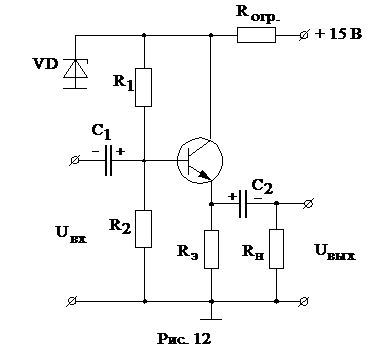 Rогр.
+ 15 В
VD
R1
C1
− +
+ C2 −
R2
Uвх
Rэ
Rн
Uвых
Рис. 12